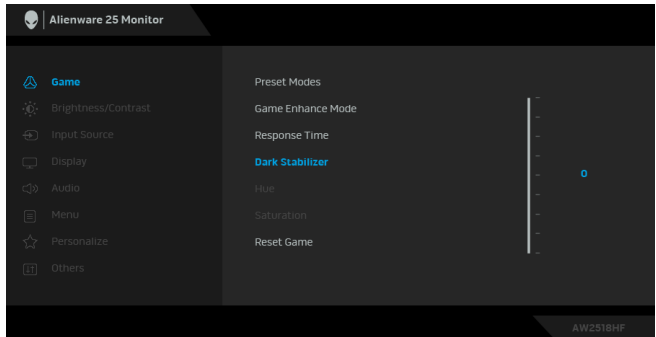 Alienware 25 Monitor
Game
Brightness/Contrast
Input Source
Display
Audio
Menu
Personalize
Others
Preset Modes
Game Enhance Mode
Response Time
Dark Stabilizer
Hue
Saturation
Reset Game
0
AW2518HF